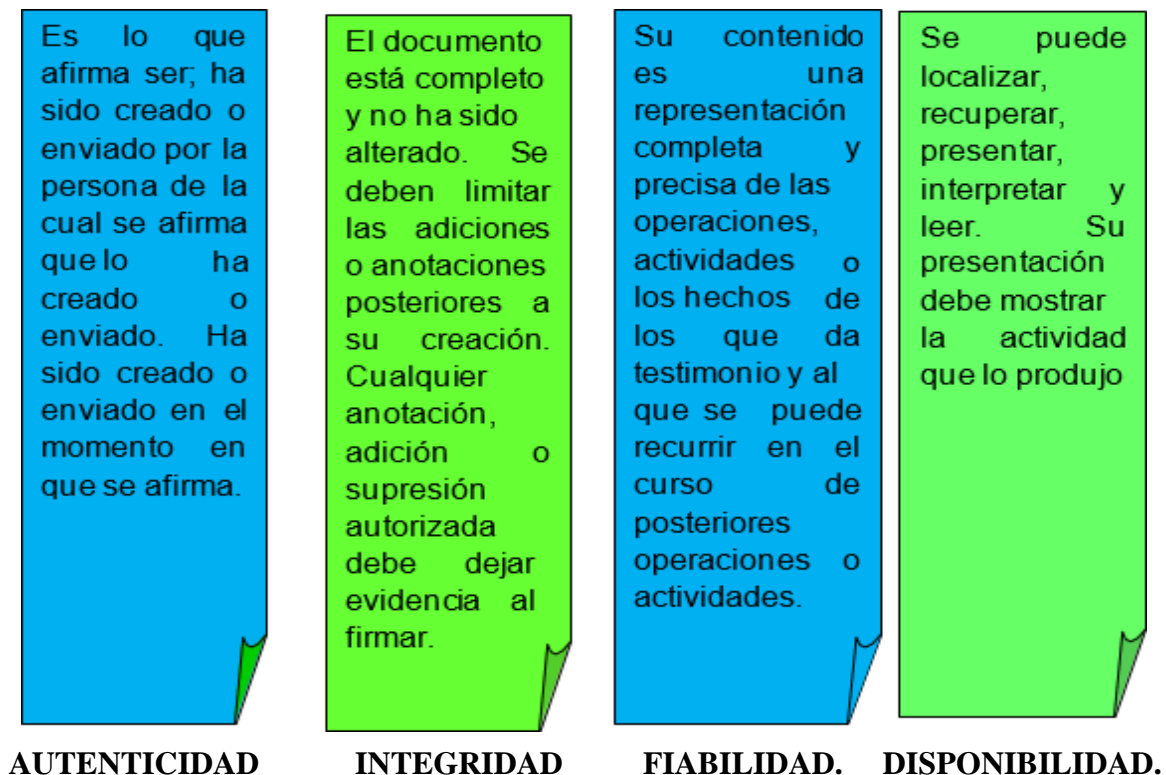 Es lo que
afirma ser; ha
sido creado o
enviado por la
persona de la
cual se afirma
que lo ha
creado o
enviado. Ha
sido creado o
enviado en el
momento en
que se afirma.
El documento
está completo
y no ha sido
alterado. Se
deben limitar
las adiciones
o anotaciones
posteriores a
su creación.
Cualquier
anotación,
adición o
supresión
autorizada
debe dejar
evidencia al
firmar.
Su contenido
es una
representación
completa y
precisa de las
operaciones,
actividades o
los hechos de
los que da
testimonio y al
que se puede
recurrir en el
curso de
posteriores
operaciones o
actividades.
Se puede
localizar,
recuperar,
presentar,
interpretar y
leer. Su
presentación
debe mostrar
la actividad
que lo produjo
AUTENTICIDAD INTEGRIDAD FIABILIDAD. DISPONIBILIDAD.